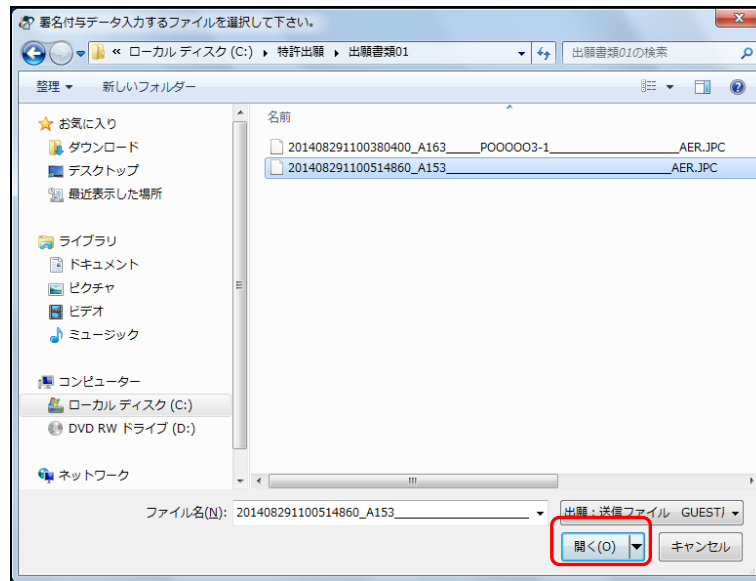 署名付与データ入力するファイルを選択して下さい。
« ローカル ディスク (C:) ▸ 特許出願 ▸ 出願書類01
出願書類01の検索
整理 ▼ 新しいフォルダー
お気に入り
ダウンロード
デスクトップ
最近表示した場所
ライブラリ
ドキュメント
ピクチャ
ビデオ
ミュージック
コンピューター
ローカル ディスク (C:)
DVD RW ドライブ (D:)
ネットワーク
名前
201408291100380400_A163_____POOOOO3-1____________________AER.JPC
201408291100514860_A153___________________________________AER.JPC
ファイル名(N): 201408291100514860_A153____________________
出願：送信ファイル GUEST
開く(O)
キャンセル